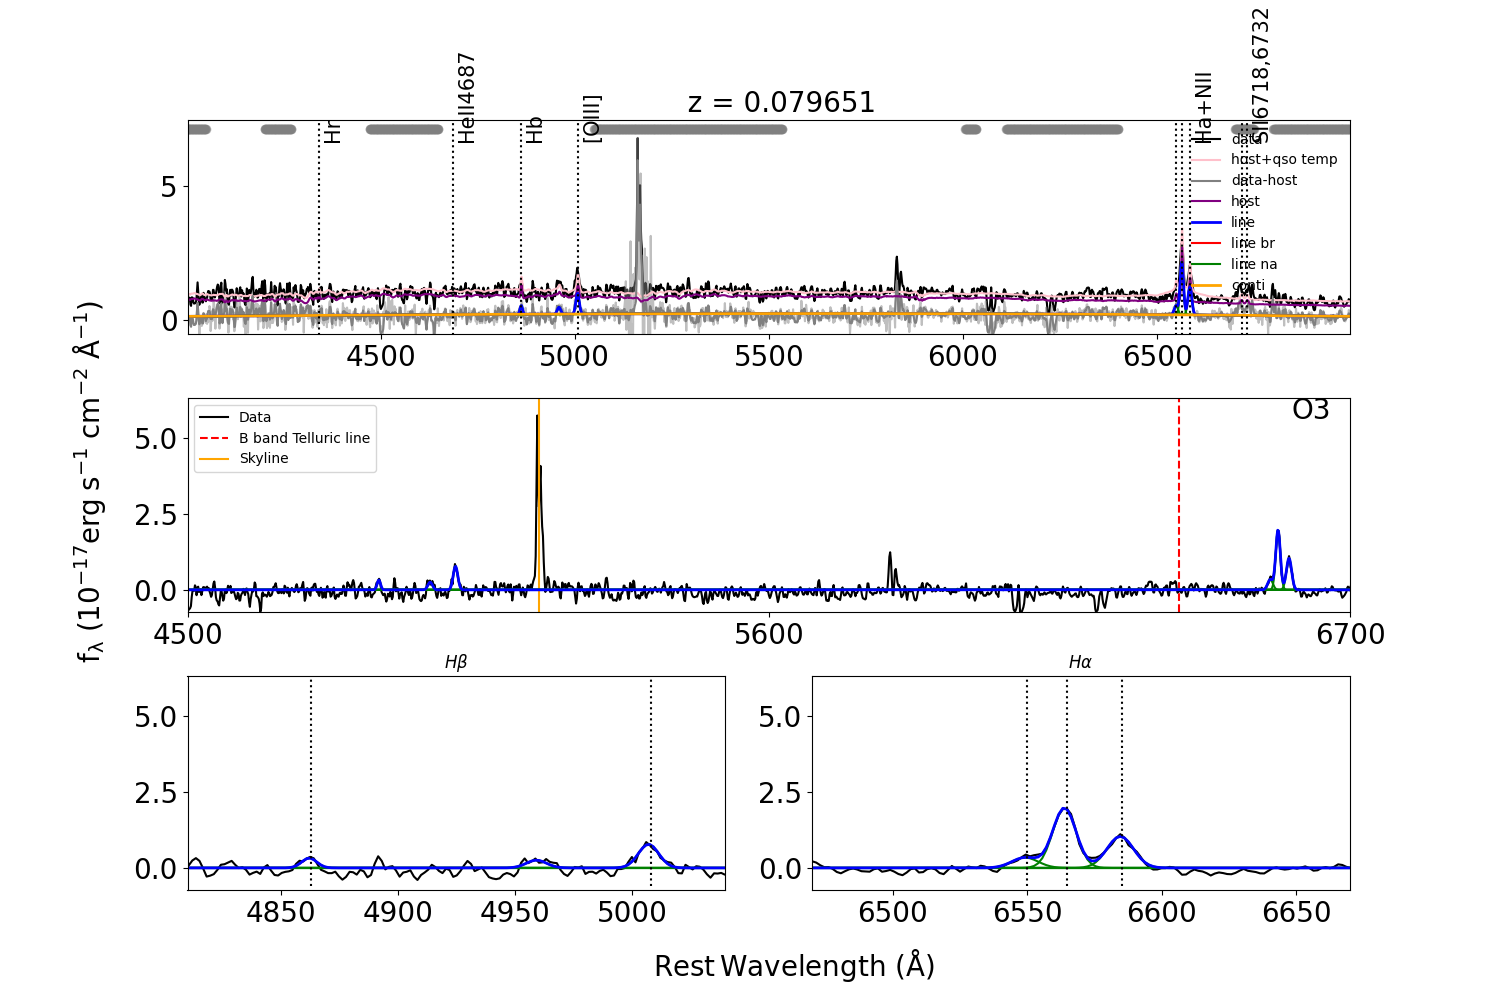 z = 0.079651
Hr
HeII4687
Hb
[OIII]
Ha+NII
SII6718,6732
data
host+qso temp
data-host
host
line
line br
line na
conti
5
0
4500 5000 5500 6000 6500
fλ (10⁻¹⁷erg s⁻¹ cm⁻² Å⁻¹)
O3
Data
B band Telluric line
Skyline
5.0
2.5
0.0
4500 5600 6700
Hβ
5.0
2.5
0.0
4850 4900 4950 5000
Hα
5.0
2.5
0.0
6500 6550 6600 6650
Rest Wavelength (Å)